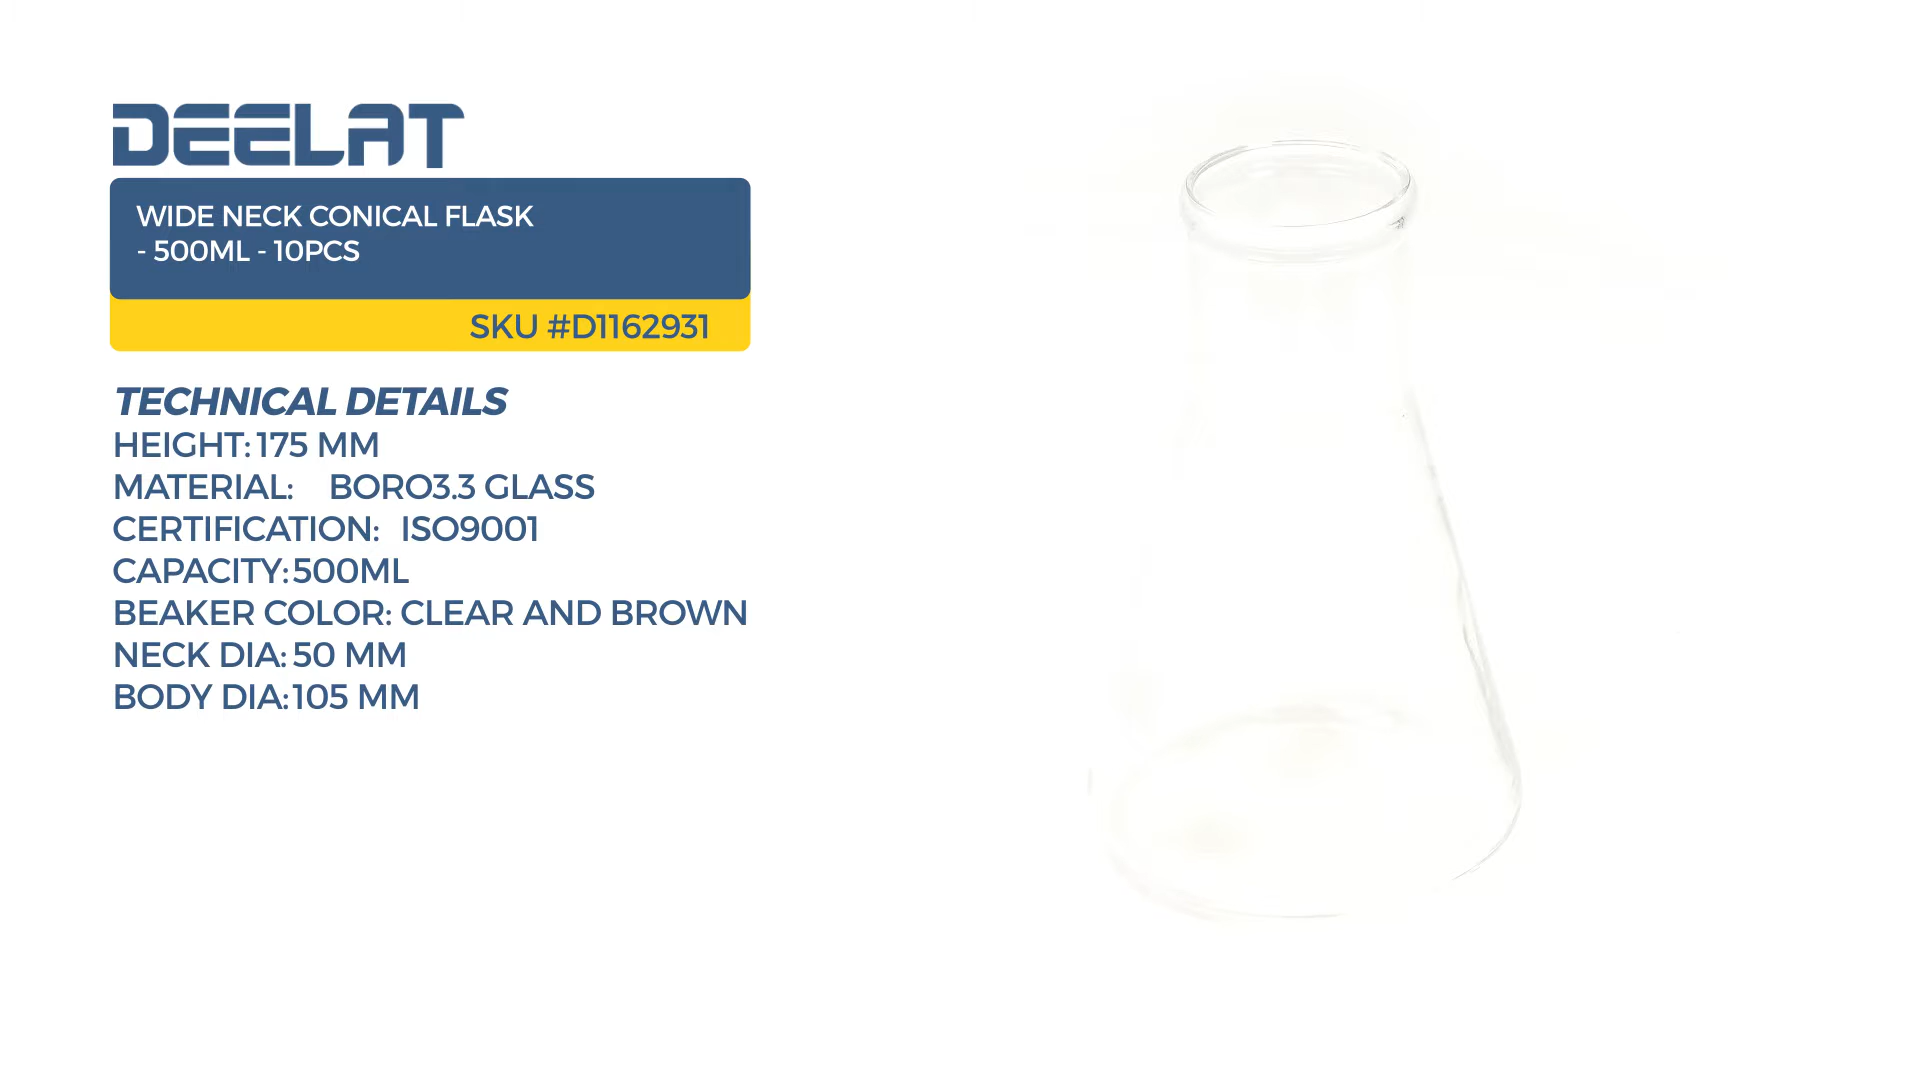 DEELAT
WIDE NECK CONICAL FLASK
- 500ML - 10PCS
SKU #D1162931
TECHNICAL DETAILS
HEIGHT: 175 MM
MATERIAL: BORO3.3 GLASS
CERTIFICATION: ISO9001
CAPACITY: 500ML
BEAKER COLOR: CLEAR AND BROWN
NECK DIA: 50 MM
BODY DIA: 105 MM